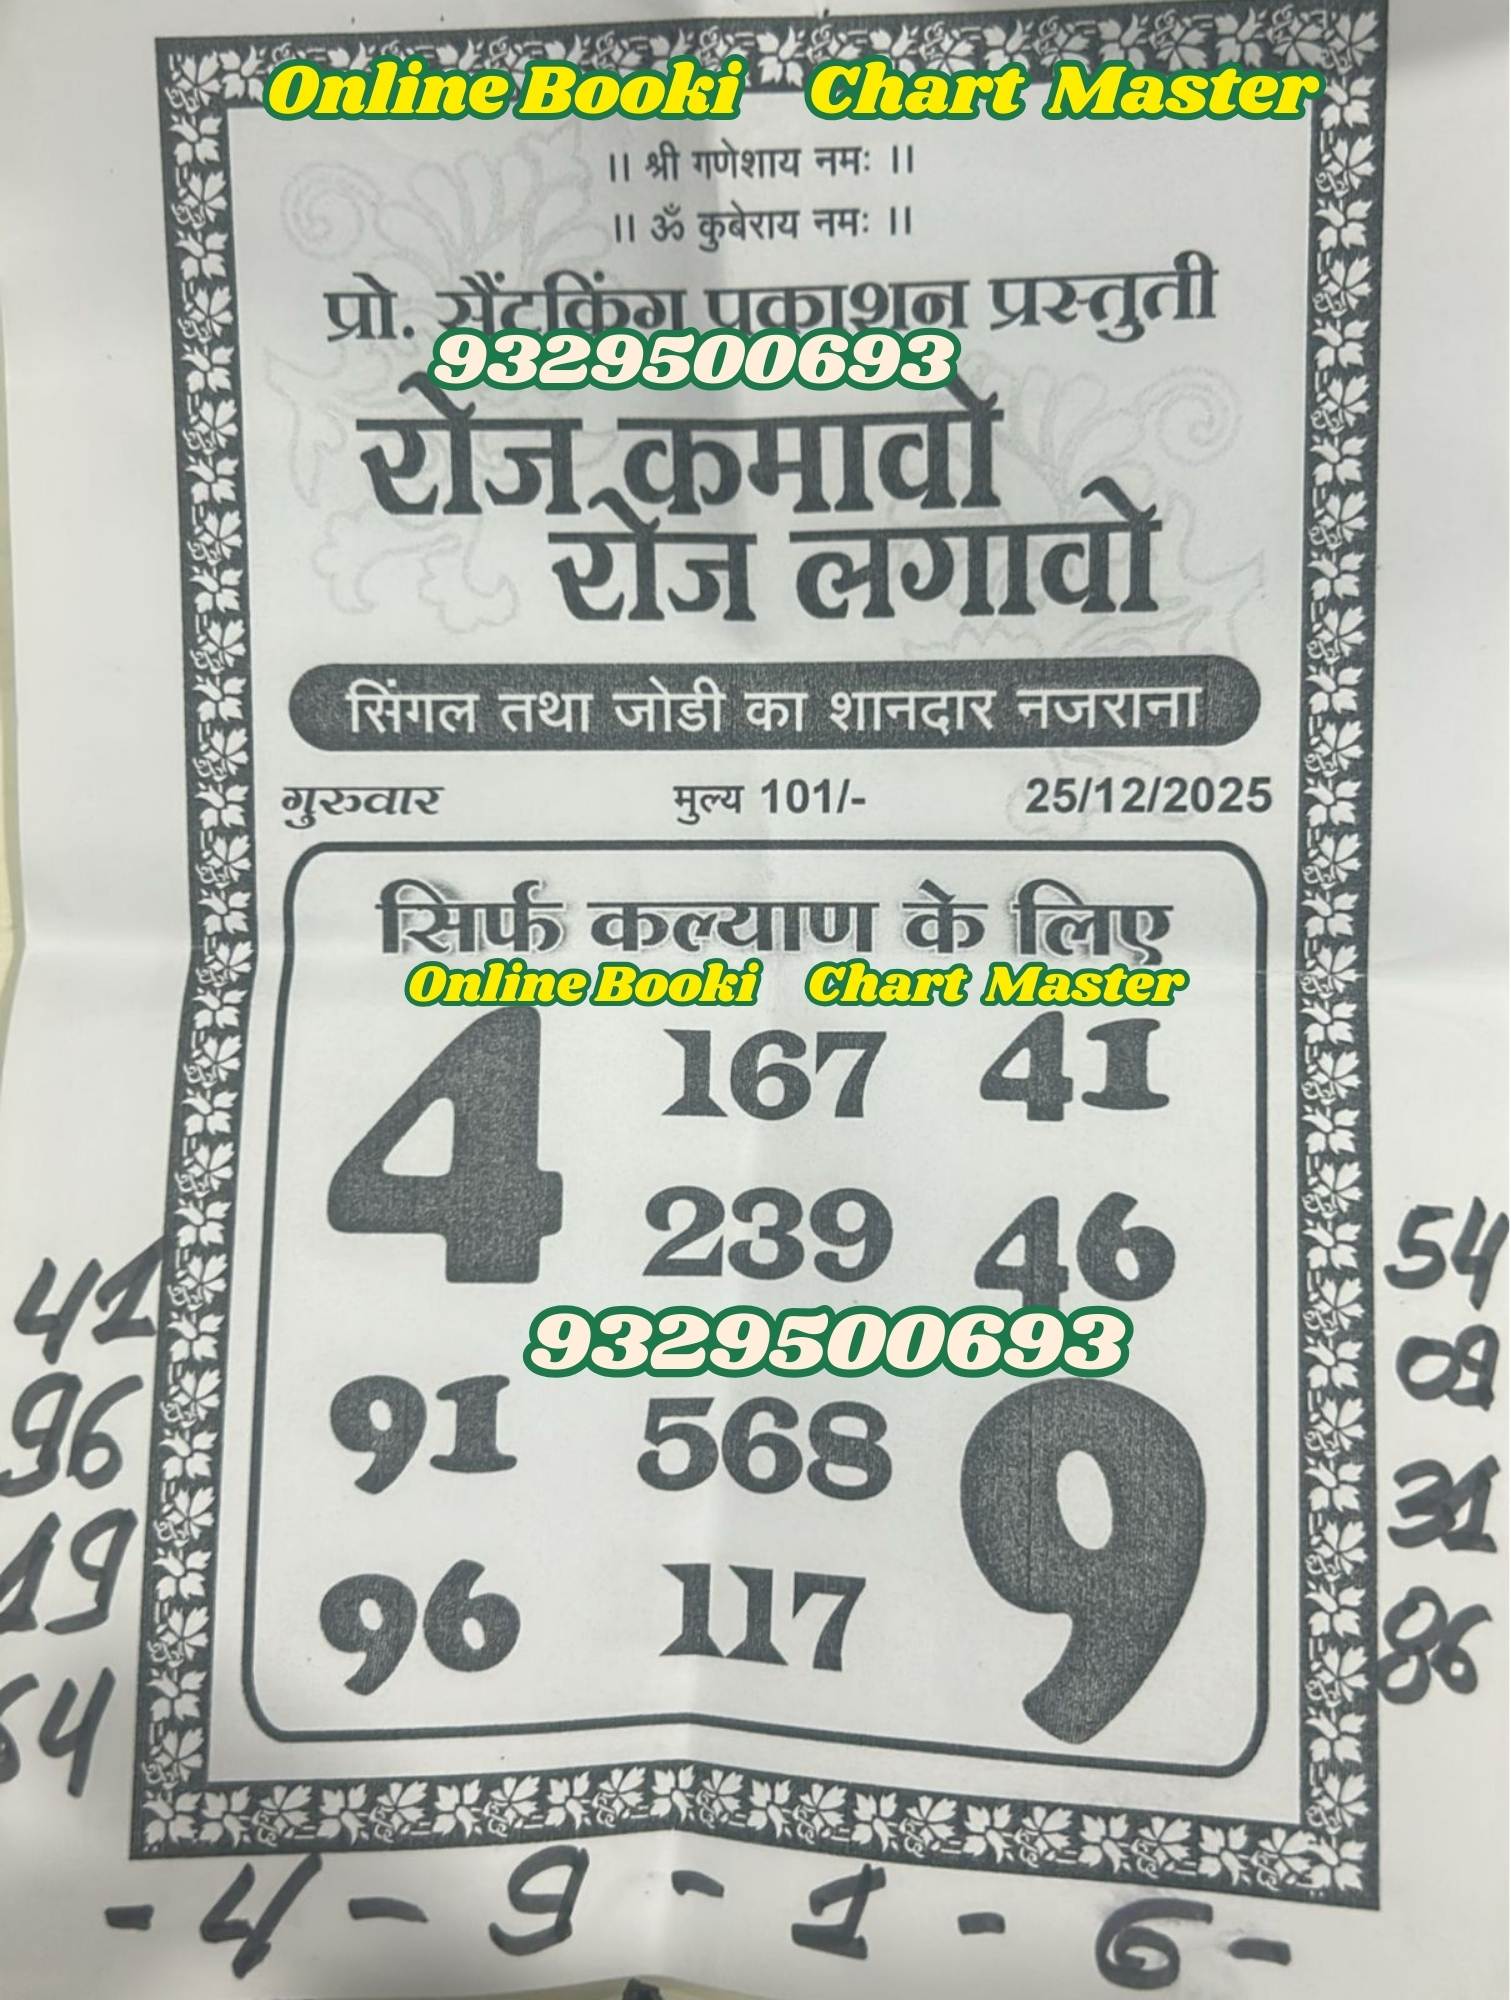 Online Booki Chart Master
।। श्री गणेशाय नमः ।।
।। ॐ कुबेराय नमः ।।
प्रो. सैंटकिंग प्रकाशन प्रस्तुती
9329500693
रोज कमावो
रोज लगावो
सिंगल तथा जोडी का शानदार नजराना
गुरुवार मुल्य 101/- 25/12/2025
सिर्फ कल्याण के लिए
Online Booki Chart Master
4 167 41
239 46
9329500693
91 568 9
96 117
41
96
19
64
54
09
31
86
- 4 - 9 - 1 - 6 -